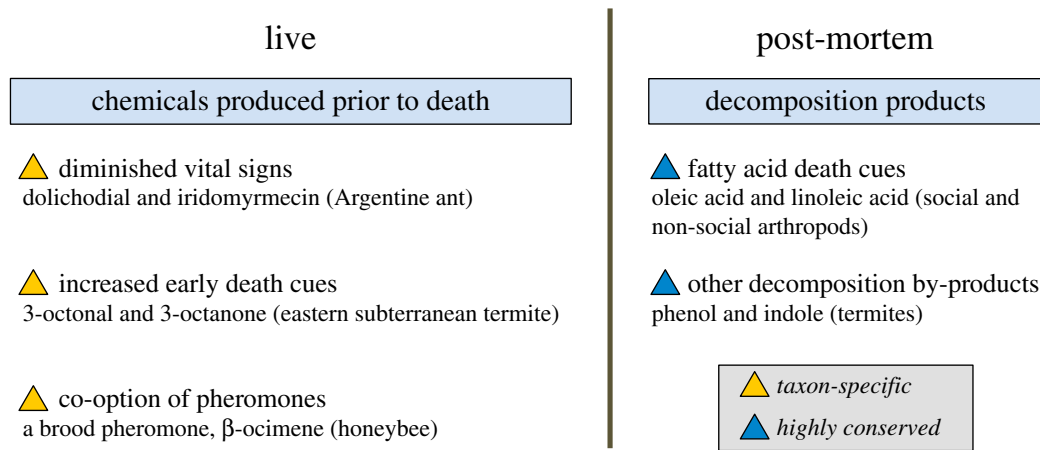 live
chemicals produced prior to death
diminished vital signs
dolichodial and iridomyrmecin (Argentine ant)
increased early death cues
3-octonal and 3-octanone (eastern subterranean termite)
co-option of pheromones
a brood pheromone, β-ocimene (honeybee)
post-mortem
decomposition products
fatty acid death cues
oleic acid and linoleic acid (social and
non-social arthropods)
other decomposition by-products
phenol and indole (termites)
taxon-specific
highly conserved